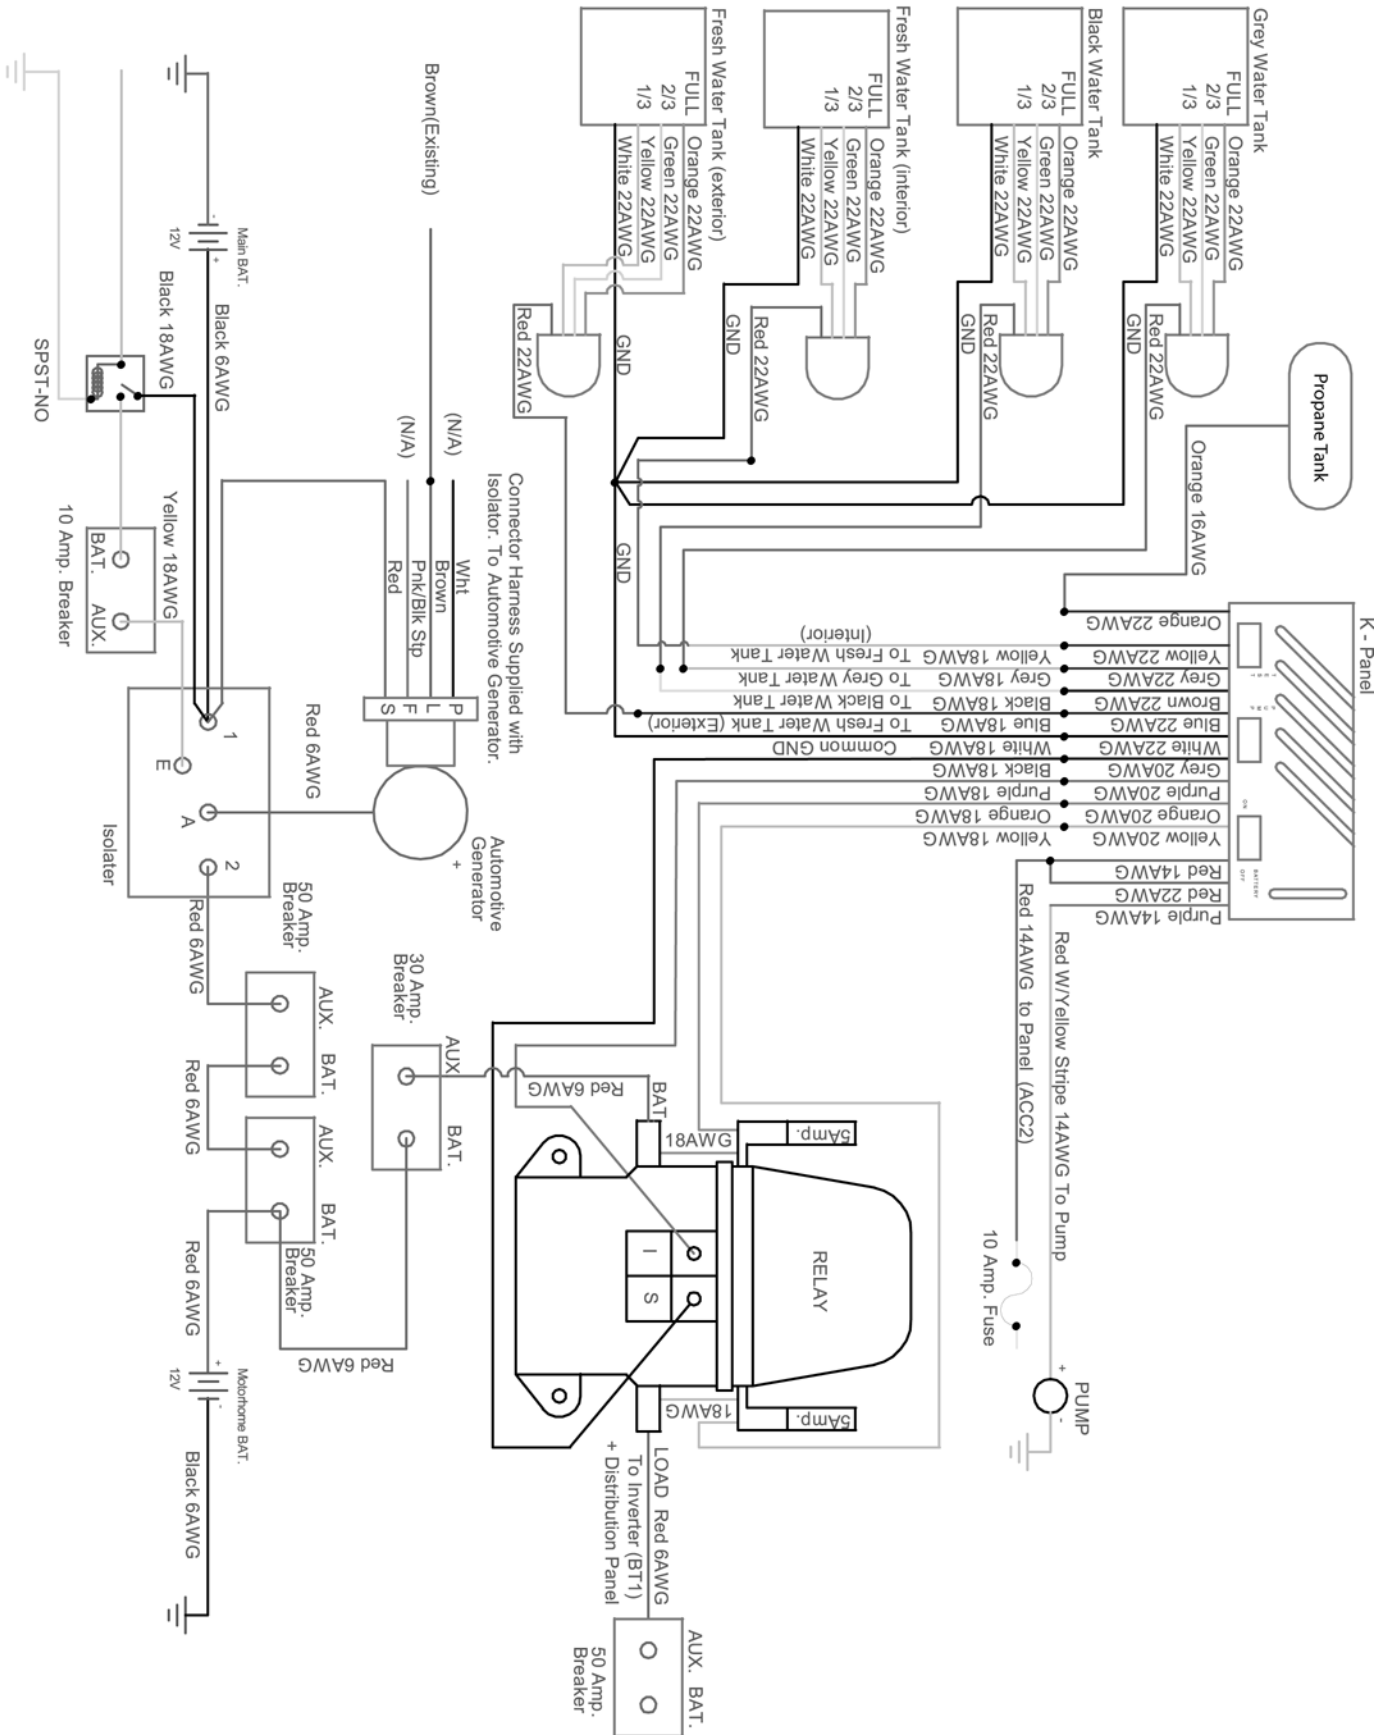 Grey Water Tank
FULL
2/3
1/3
Orange 22AWG
Green 22AWG
Yellow 22AWG
White 22AWG
Red 22AWG
GND
Black Water Tank
FULL
2/3
1/3
Orange 22AWG
Green 22AWG
Yellow 22AWG
White 22AWG
Red 22AWG
GND
Fresh Water Tank (interior)
FULL
2/3
1/3
Orange 22AWG
Green 22AWG
Yellow 22AWG
White 22AWG
Red 22AWG
GND
Fresh Water Tank (exterior)
FULL
2/3
1/3
Orange 22AWG
Green 22AWG
Yellow 22AWG
White 22AWG
Red 22AWG
GND
GND
Propane Tank
Orange 16AWG
K - Panel
TEST
PUMP
ON
OFF
BATTERY
Orange 22AWG
Yellow 22AWG
Grey 22AWG
Brown 22AWG
Blue 22AWG
White 22AWG
Grey 20AWG
Purple 20AWG
Orange 20AWG
Yellow 20AWG
Red 14AWG
Red 22AWG
Purple 14AWG
Yellow 18AWG To Fresh Water Tank
(Interior)
Grey 18AWG To Grey Water Tank
Black 18AWG To Black Water Tank
Blue 18AWG To Fresh Water Tank (Exterior)
White 18AWG Common GND
Black 18AWG
Purple 18AWG
Orange 18AWG
Yellow 18AWG
Red W/Yellow Stripe 14AWG To Pump
Red 14AWG to Panel (ACC2)
10 Amp. Fuse
+
PUMP
-
Brown(Existing)
(N/A)
(N/A)
Connector Harness Supplied with
Isolator. To Automotive Generator.
Wht
Brown
Pnk/Blk Stp
Red
P
L
F
S
Automotive
Generator
+
Red 6AWG
Main BAT.
12V
-
+
Black 6AWG
Black 18AWG
SPST-NO
Yellow 18AWG
BAT.
AUX.
10 Amp. Breaker
1
E
A
2
Isolater
Red 6AWG
50 Amp.
Breaker
AUX.
BAT.
Red 6AWG
AUX.
BAT.
50 Amp.
Breaker
30 Amp.
Breaker
AUX
BAT.
Red 6AWG
Red 6AWG
Red 6AWG
Motorhome BAT.
12V
+
-
Black 6AWG
BAT
18AWG
5Amp.
RELAY
I
S
18AWG
5Amp.
LOAD Red 6AWG
To Inverter (BT1)
+ Distribution Panel
AUX. BAT.
50 Amp.
Breaker